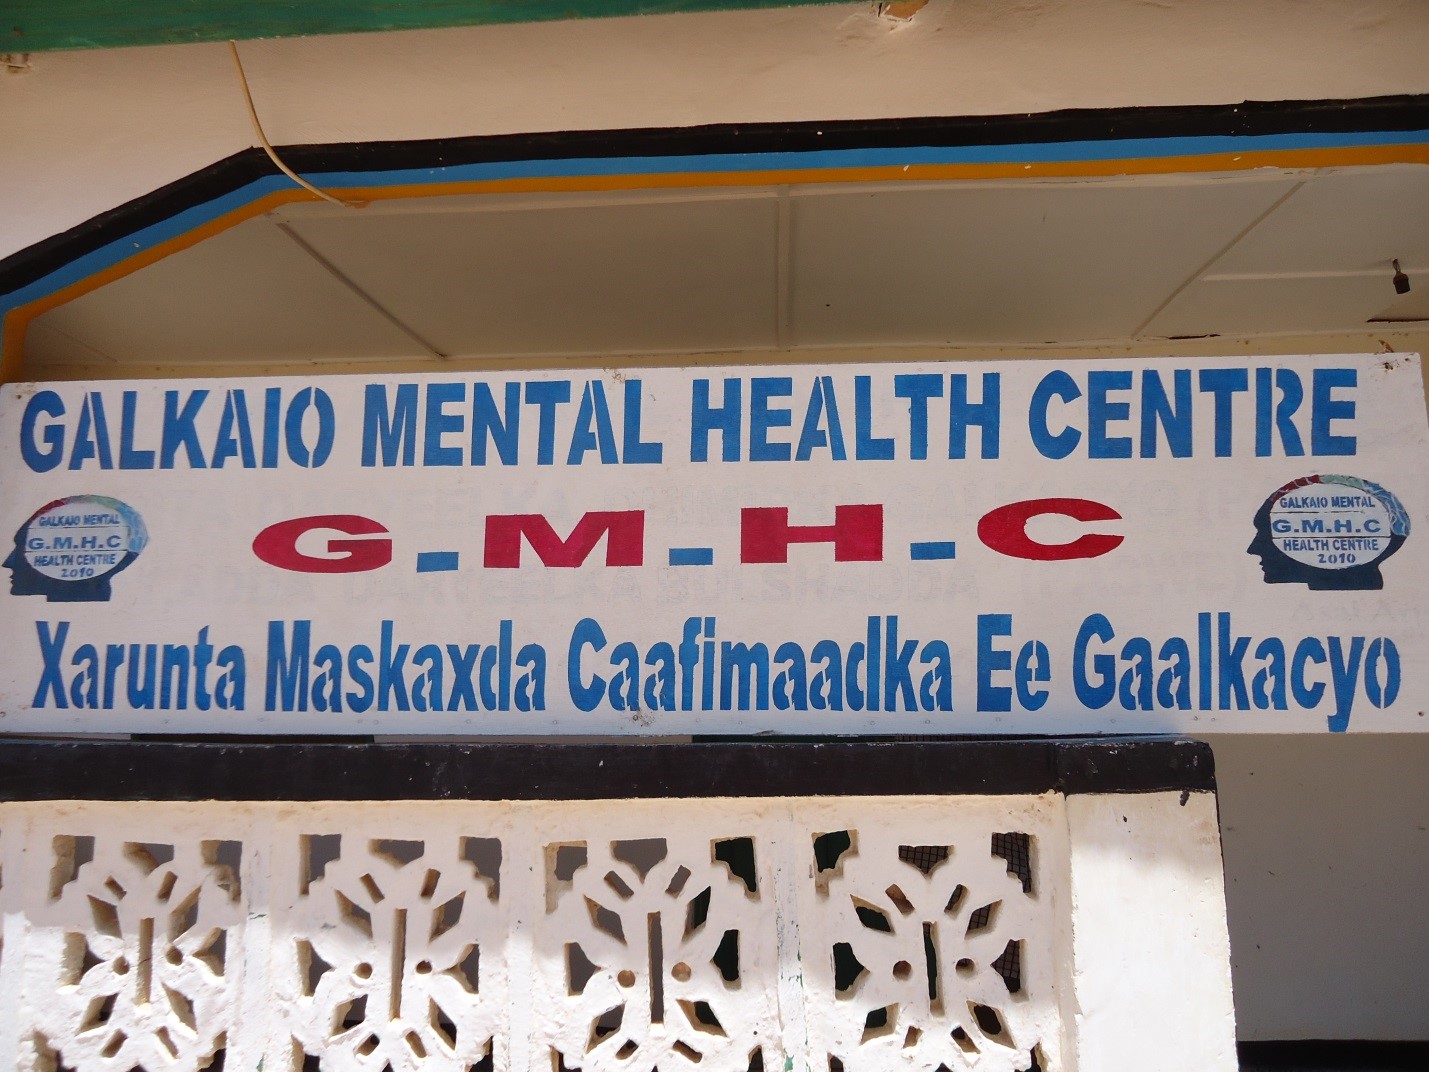 GALKAIO MENTAL HEALTH CENTRE
GALKAIO MENTAL
G.M.H.C
HEALTH CENTRE
2010
G-M-H-C
GALKAIO MENTAL
G.M.H.C
HEALTH CENTRE
2010
Xarunta Maskaxda Caafimaadka Ee Gaalkacyo